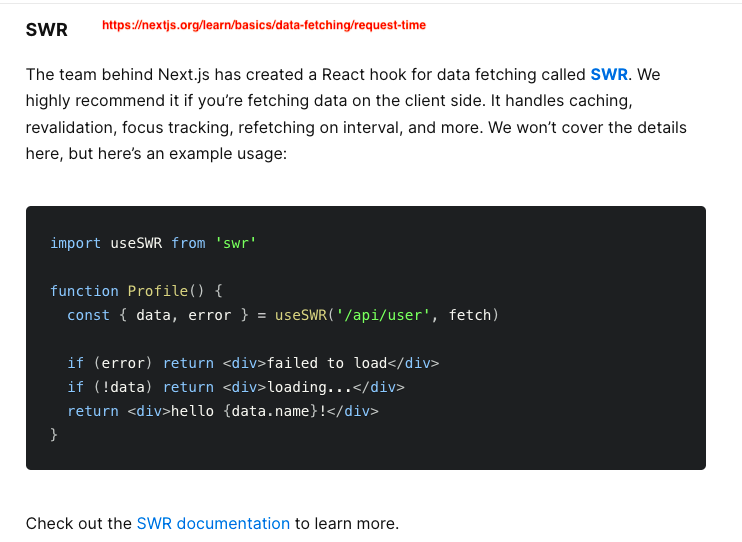 SWR
https://nextjs.org/learn/basics/data-fetching/request-time
The team behind Next.js has created a React hook for data fetching called SWR. We
highly recommend it if you’re fetching data on the client side. It handles caching,
revalidation, focus tracking, refetching on interval, and more. We won’t cover the details
here, but here’s an example usage:
import useSWR from 'swr'
function Profile() {
  const { data, error } = useSWR('/api/user', fetch)
  if (error) return <div>failed to load</div>
  if (!data) return <div>loading...</div>
  return <div>hello {data.name}!</div>
}
Check out the SWR documentation to learn more.